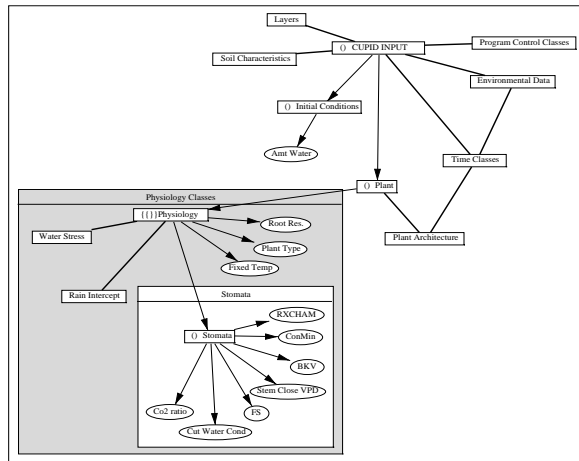 Layers
() CUPID INPUT
Program Control Classes
Soil Characteristics
Environmental Data
() Initial Conditions
Amt Water
Time Classes
() Plant
Physiology Classes
{{}}Physiology
Root Res.
Water Stress
Plant Architecture
Plant Type
Fixed Temp
Rain Intercept
Stomata
RXCHAM
() Stomata
ConMin
BKV
Stem Close VPD
Co2 ratio
FS
Cut Water Cond